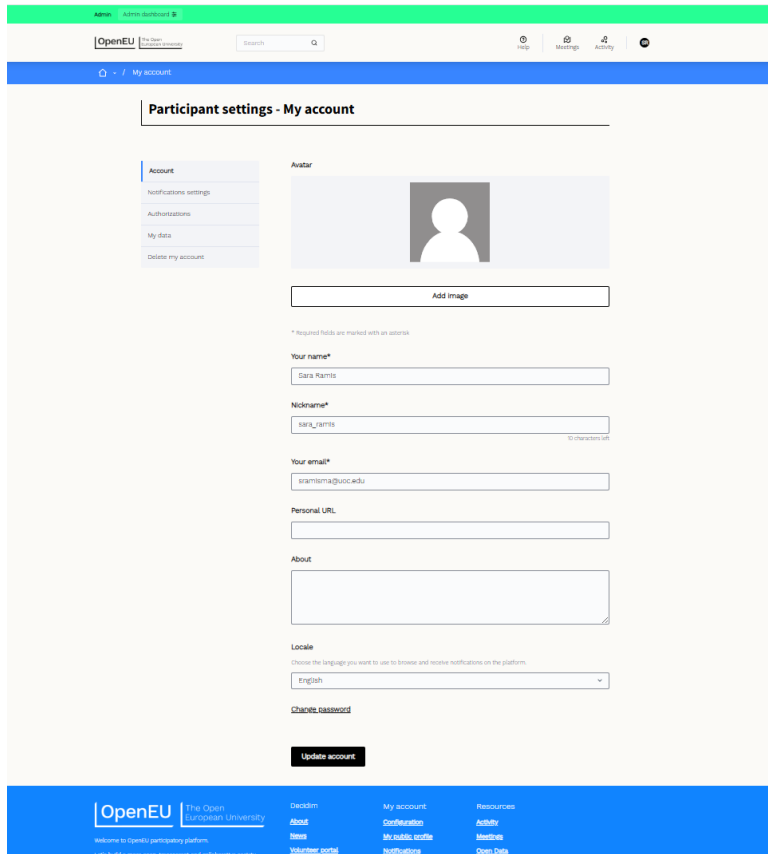 Admin Admin dashboard
OpenEU The Open
European University
Search
Help
Meetings
Activity
SR
/ My account
Participant settings - My account
Account
Notifications settings
Authorizations
My data
Delete my account
Avatar
Add image
* Required fields are marked with an asterisk
Your name*
Sara Ramis
Nickname*
sara_ramis
10 characters left
Your email*
sramisma@uoc.edu
Personal URL
About
Locale
Choose the language you want to use to browse and receive notifications on the platform.
English
Change password
Update account
OpenEU The Open
European University
Welcome to OpenEU participatory platform.
Decidim
About
News
Volunteer portal
My account
Configuration
My public profile
Notifications
Resources
Activity
Meetings
Open Data